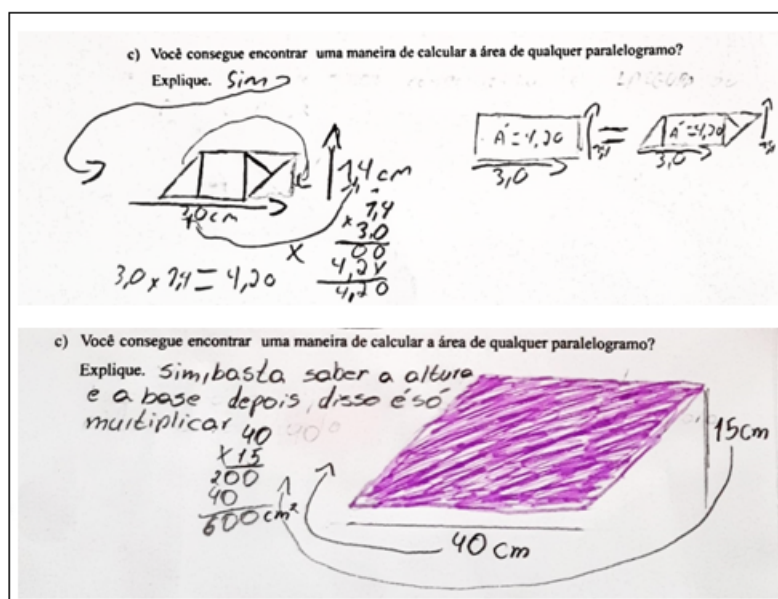 c) Você consegue encontrar uma maneira de calcular a área de qualquer paralelogramo?
Explique. Sim
1,4 cm
3,0 cm
x
1,4
x 3,0
00
4,2
4,20
3,0 x 1,4 = 4,20
A = 4,20
3,0
=
A = 4,20
3,0
c) Você consegue encontrar uma maneira de calcular a área de qualquer paralelogramo?
Explique. Sim, basta saber a altura
e a base depois, disso é só
multiplicar
40
x 15
200
40
600 cm²
15cm
40 cm